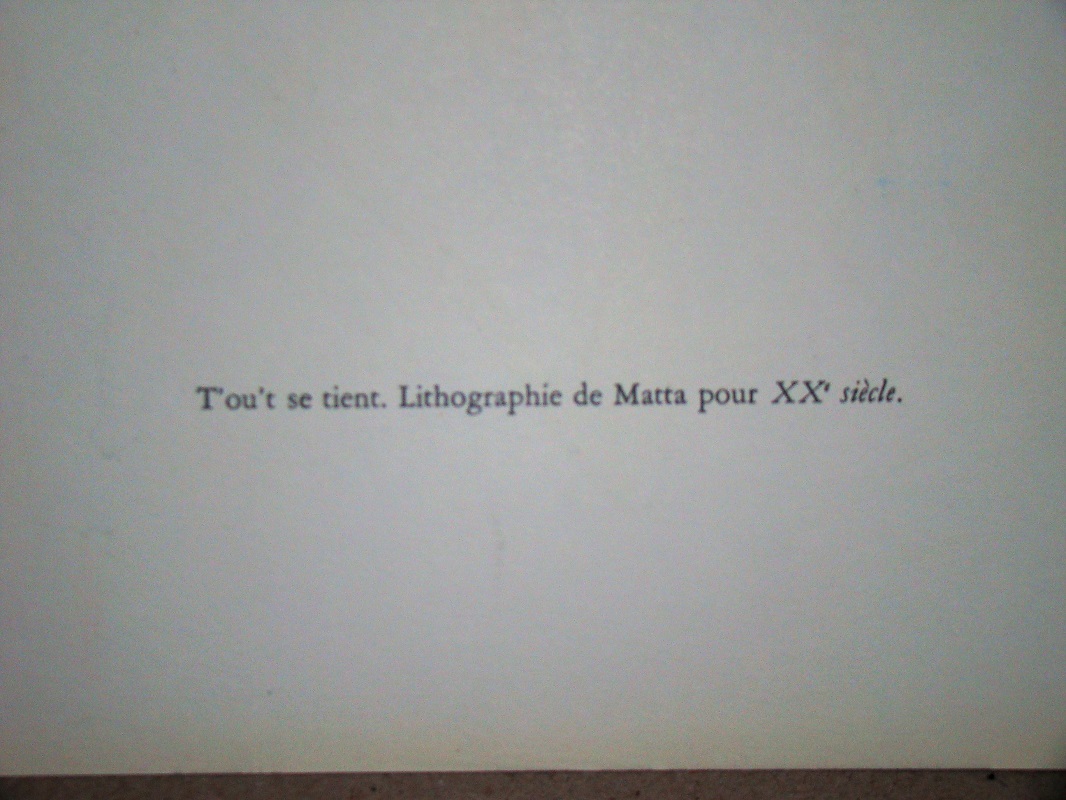 T'ou't se tient. Lithographie de Matta pour XXe siècle.